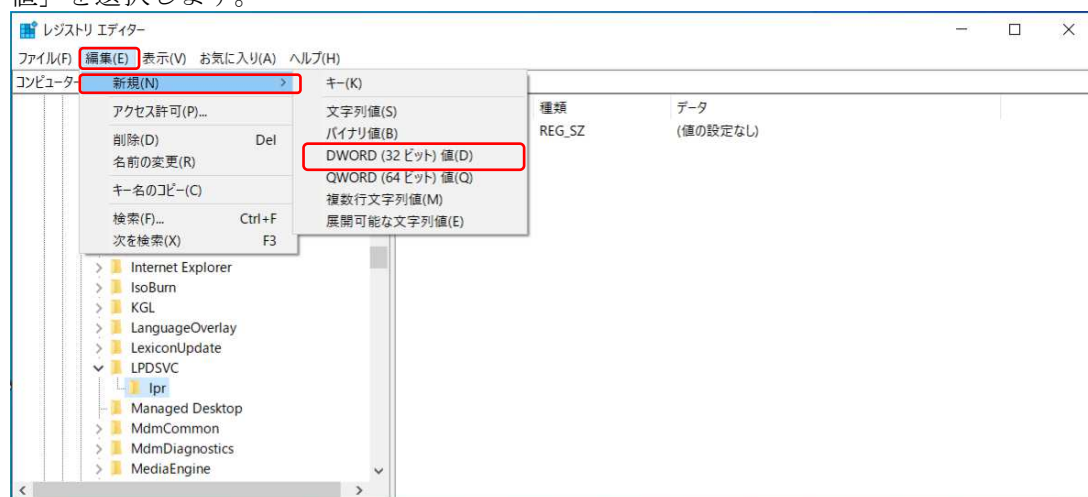 値」を選択します。
レジストリ エディター
ファイル(F) 編集(E) 表示(V) お気に入り(A) ヘルプ(H)
コンピューター
新規(N) > キー(K)
種類 データ
アクセス許可(P)... 文字列値(S)
バイナリ値(B) REG_SZ (値の設定なし)
削除(D) Del DWORD (32 ビット) 値(D)
名前の変更(R) QWORD (64 ビット) 値(Q)
キー名のコピー(C) 複数行文字列値(M)
検索(F)... Ctrl+F 展開可能な文字列値(E)
次を検索(X) F3
Internet Explorer
IsoBurn
KGL
LanguageOverlay
LexiconUpdate
LPDSVC
lpr
Managed Desktop
MdmCommon
MdmDiagnostics
MediaEngine